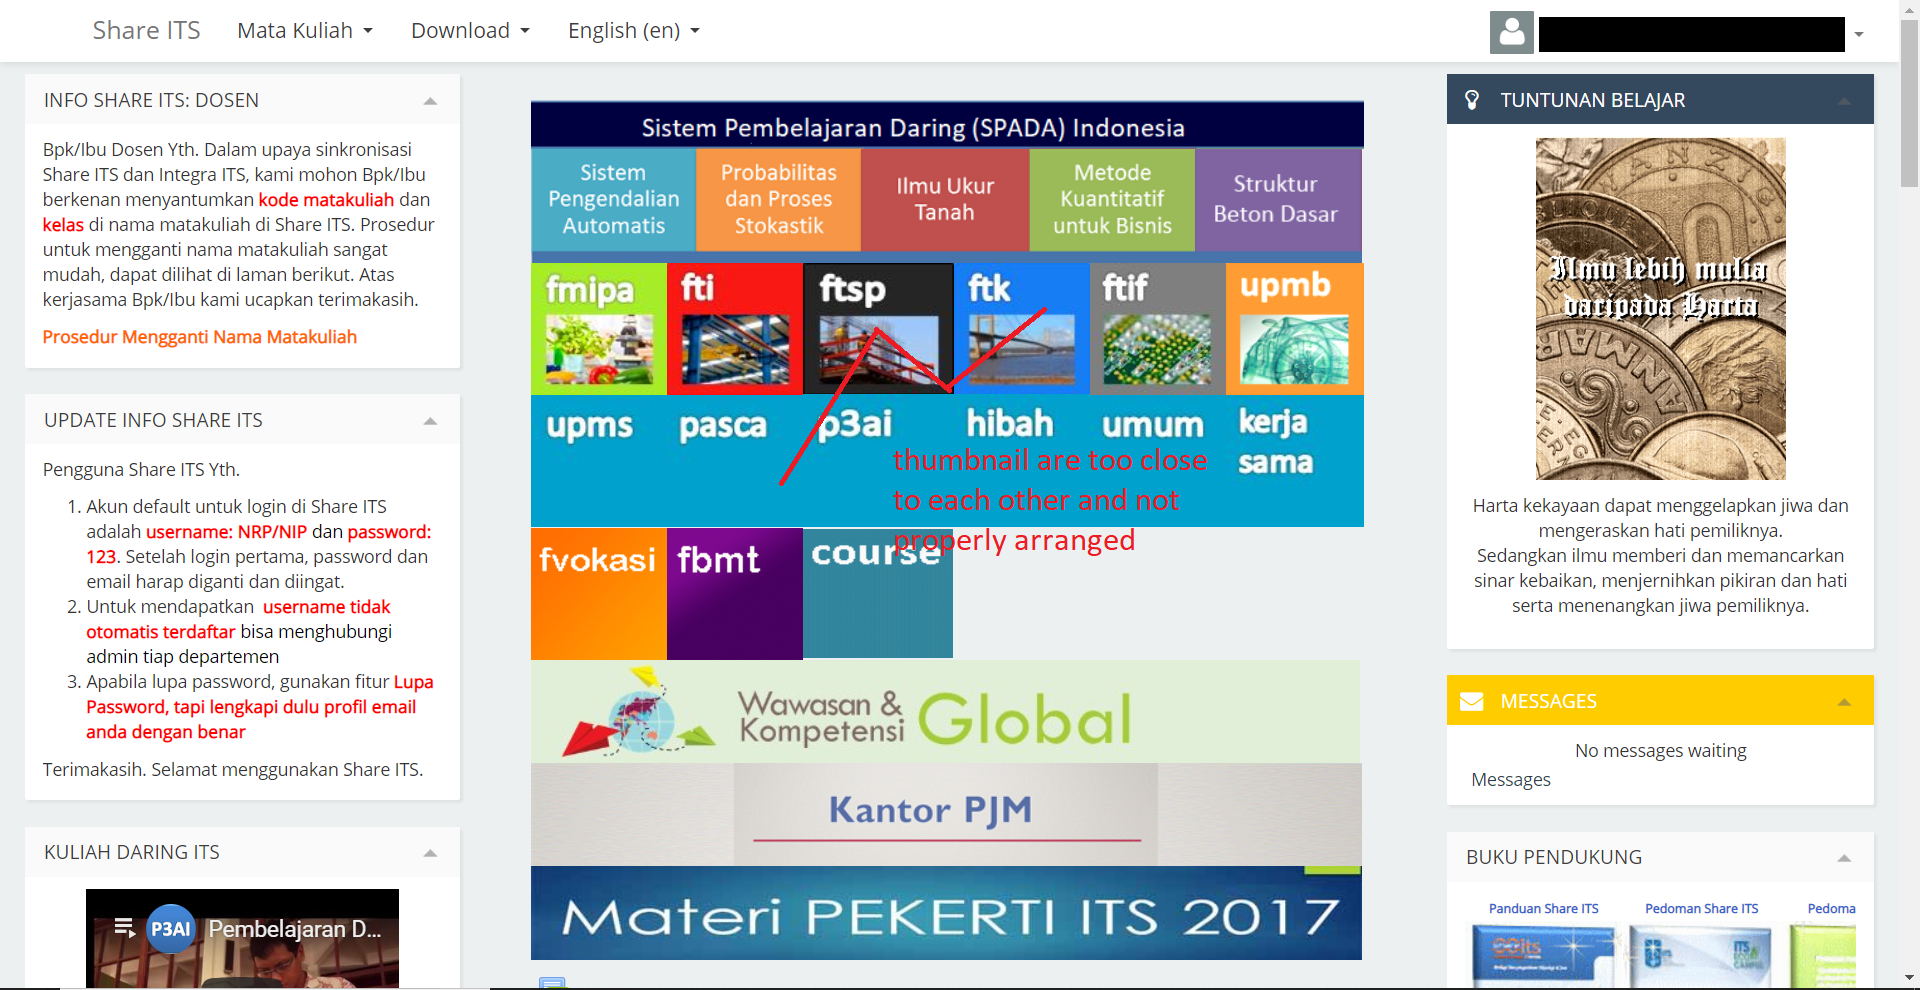 Share ITS
Mata Kuliah
Download
English (en)
INFO SHARE ITS: DOSEN
Bpk/Ibu Dosen Yth. Dalam upaya sinkronisasi
Share ITS dan Integra ITS, kami mohon Bpk/Ibu
berkenan menyantumkan kode matakuliah dan
kelas di nama matakuliah di Share ITS. Prosedur
untuk mengganti nama matakuliah sangat
mudah, dapat dilihat di laman berikut. Atas
kerjasama Bpk/Ibu kami ucapkan terimakasih.
Prosedur Mengganti Nama Matakuliah
UPDATE INFO SHARE ITS
Pengguna Share ITS Yth.
1. Akun default untuk login di Share ITS
adalah username: NRP/NIP dan password:
123. Setelah login pertama, password dan
email harap diganti dan diingat.
2. Untuk mendapatkan username tidak
otomatis terdaftar bisa menghubungi
admin tiap departemen
3. Apabila lupa password, gunakan fitur Lupa
Password, tapi lengkapi dulu profil email
anda dengan benar
Terimakasih. Selamat menggunakan Share ITS.
KULIAH DARING ITS
P3AI
Pembelajaran D...
Sistem Pembelajaran Daring (SPADA) Indonesia
Sistem
Pengendalian
Automatis
Probabilitas
dan Proses
Stokastik
Ilmu Ukur
Tanah
Metode
Kuantitatif
untuk Bisnis
Struktur
Beton Dasar
fmipa
fti
ftsp
ftk
ftif
upmb
upms
pasca
p3ai
hibah
umum
kerja
sama
thumbnail are too close
to each other and not
properly arranged
fvokasi
fbmt
course
Wawasan &
Kompetensi
Global
Kantor PJM
Materi PEKERTI ITS 2017
TUNTUNAN BELAJAR
Ilmu lebih mulia
daripada Harta
Harta kekayaan dapat menggelapkan jiwa dan
mengeraskan hati pemiliknya.
Sedangkan ilmu memberi dan memancarkan
sinar kebaikan, menjernihkan pikiran dan hati
serta menenangkan jiwa pemiliknya.
MESSAGES
No messages waiting
Messages
BUKU PENDUKUNG
Panduan Share ITS
Pedoman Share ITS
Pedoma